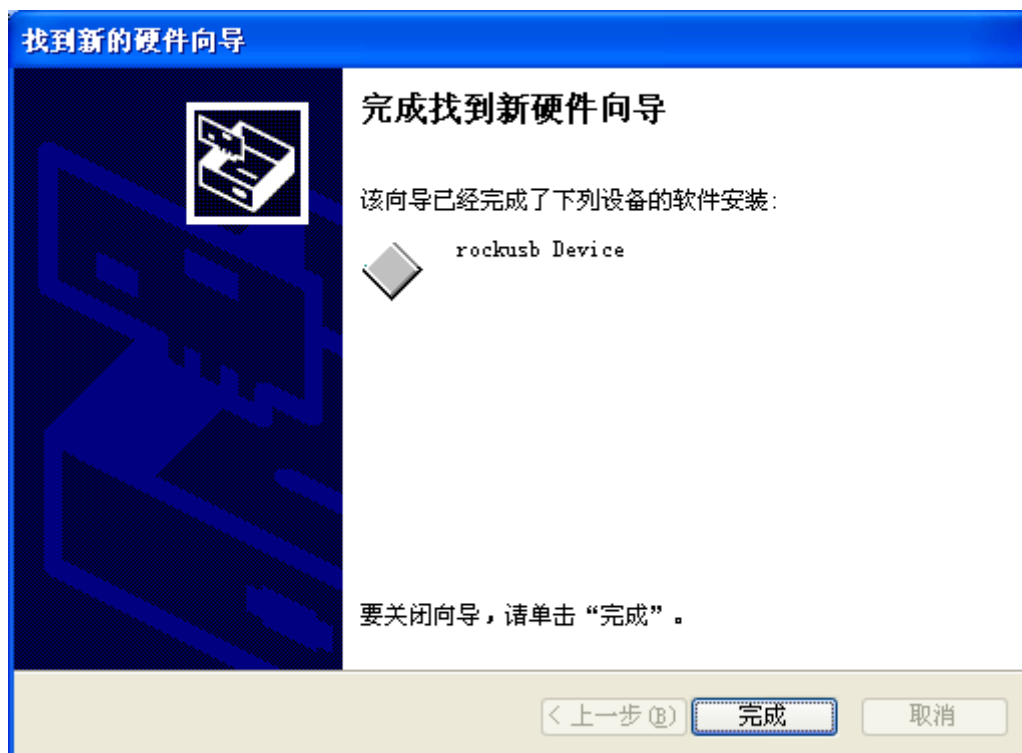 找到新的硬件向导
完成找到新硬件向导
该向导已经完成了下列设备的软件安装:
rockusb Device
要关闭向导，请单击“完成”。
< 上一步(B)
完成
取消